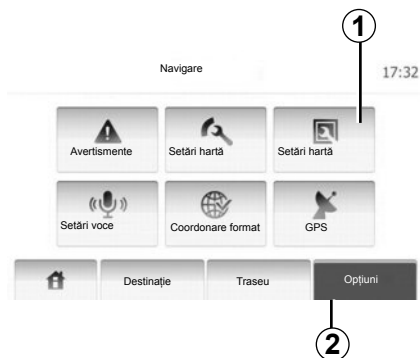 1
Navigare
17:32
Avertismente
Setări hartă
Setări hartă
Setări voce
Coordonare format
GPS
Destinație
Traseu
Opțiuni
2